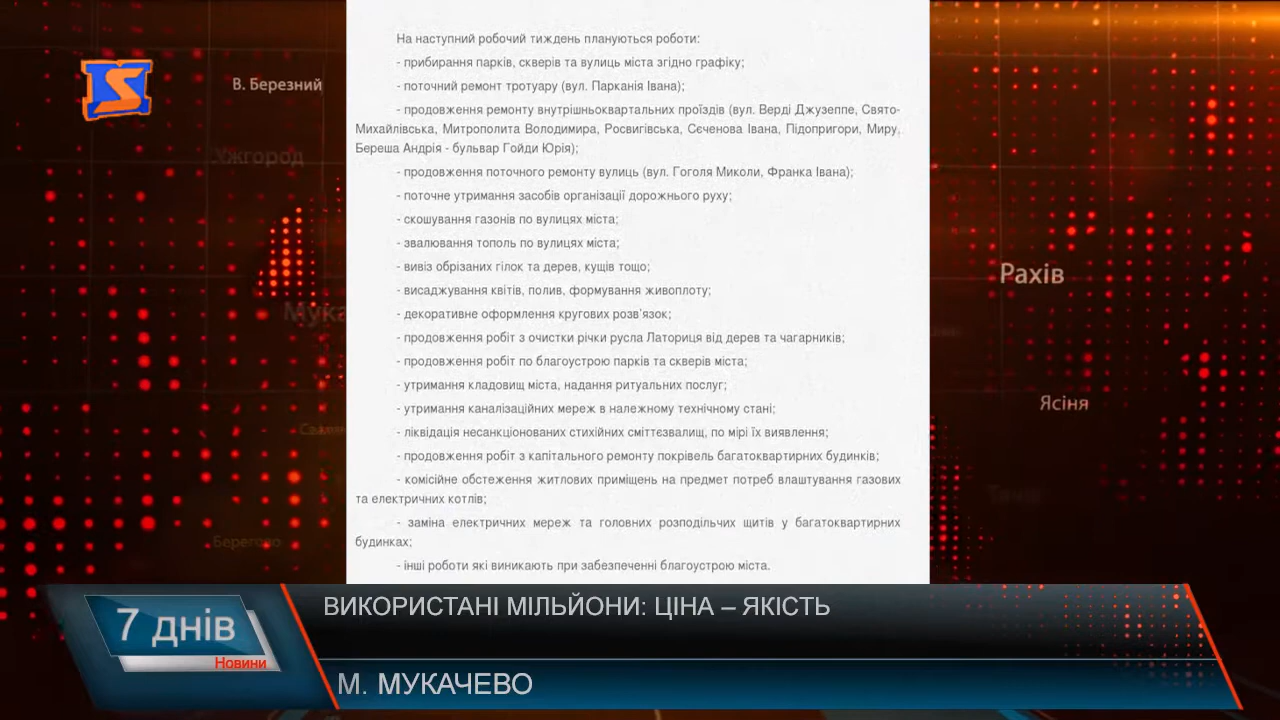 На наступний робочий тиждень плануються роботи:
- прибирання парків, скверів та вулиць міста згідно графіку;
- поточний ремонт тротуару (вул. Парканія Івана);
- продовження ремонту внутрішньоквартальних проїздів (вул. Верді Джузеппе, Свято-
Михайлівська, Митрополита Володимира, Росвигівська, Сєченова Івана, Підопригори, Миру,
Береша Андрія - бульвар Гойди Юрія);
- продовження поточного ремонту вулиць (вул. Гоголя Миколи, Франка Івана);
- поточне утримання засобів організації дорожнього руху;
- скошування газонів по вулицях міста;
- звалювання тополь по вулицях міста;
- вивіз обрізаних гілок та дерев, кущів тощо;
- висаджування квітів, полив, формування живоплоту;
- декоративне оформлення кругових розв'язок;
- продовження робіт з очистки річки русла Латориця від дерев та чагарників;
- продовження робіт по благоустрою парків та скверів міста;
- утримання кладовищ міста, надання ритуальних послуг;
- утримання каналізаційних мереж в належному технічному стані;
- ліквідація несанкціонованих стихійних сміттєзвалищ, по мірі їх виявлення;
- продовження робіт з капітального ремонту покрівель багатоквартирних будинків;
- комісійне обстеження житлових приміщень на предмет потреб влаштування газових
та електричних котлів;
- заміна електричних мереж та головних розподільчих щитів у багатоквартирних
будинках;
- інші роботи які виникають при забезпеченні благоустрою міста.
В. Березний
Ужгород
Рахів
Ясіня
Берегово
7 днів
Новини
ВИКОРИСТАНІ МІЛЬЙОНИ: ЦІНА – ЯКІСТЬ
М. МУКАЧЕВО